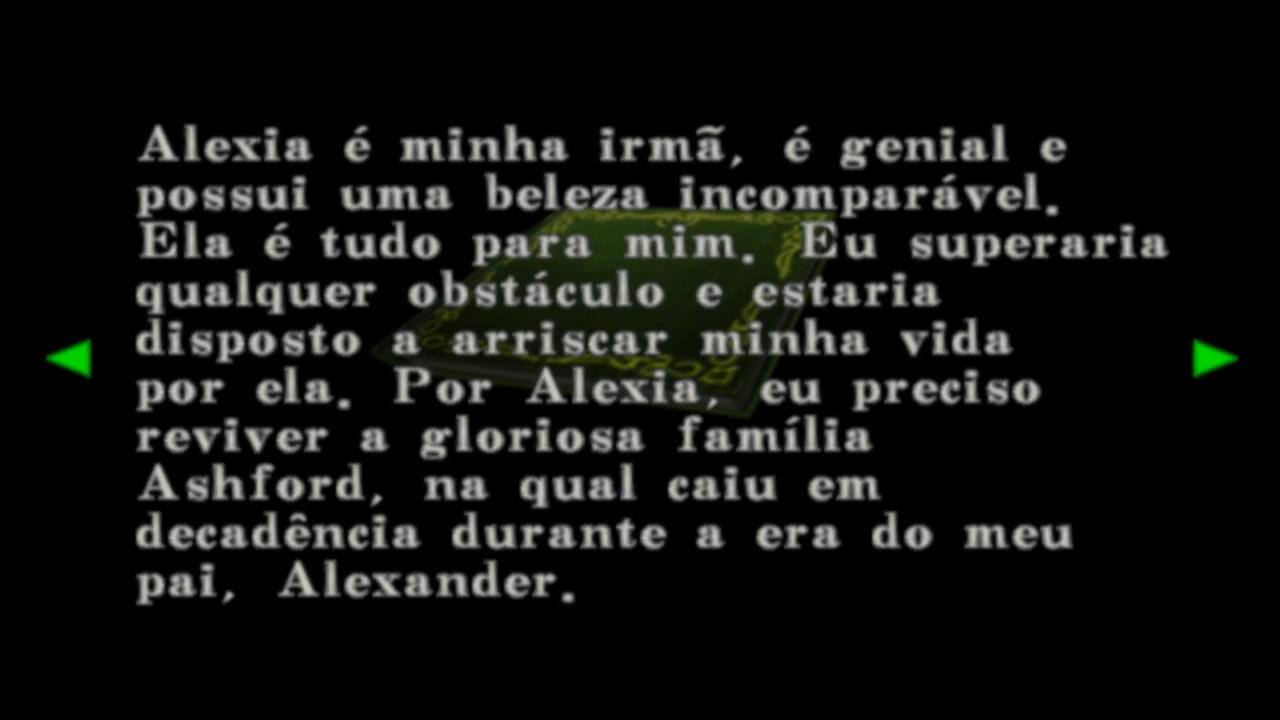 Alexia é minha irmã, é genial e
possui uma beleza incomparável.
Ela é tudo para mim. Eu superaria
qualquer obstáculo e estaria
disposto a arriscar minha vida
por ela. Por Alexia, eu preciso
reviver a gloriosa família
Ashford, na qual caiu em
decadência durante a era do meu
pai, Alexander.